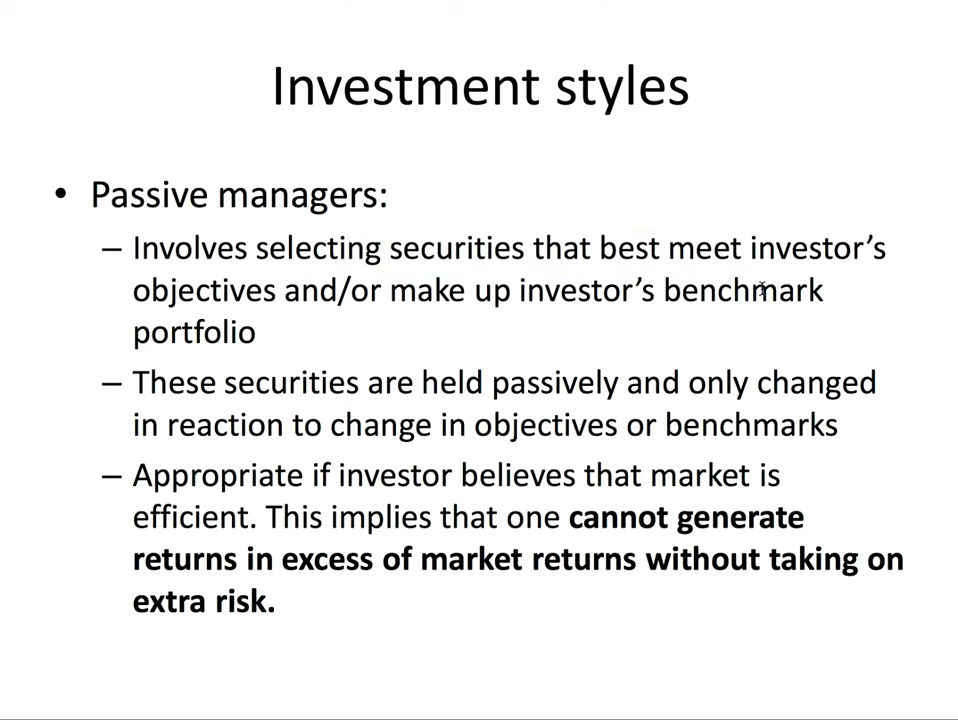 Investment styles
• Passive managers:
– Involves selecting securities that best meet investor’s
objectives and/or make up investor’s benchmark
portfolio
– These securities are held passively and only changed
in reaction to change in objectives or benchmarks
– Appropriate if investor believes that market is
efficient. This implies that one cannot generate
returns in excess of market returns without taking on
extra risk.